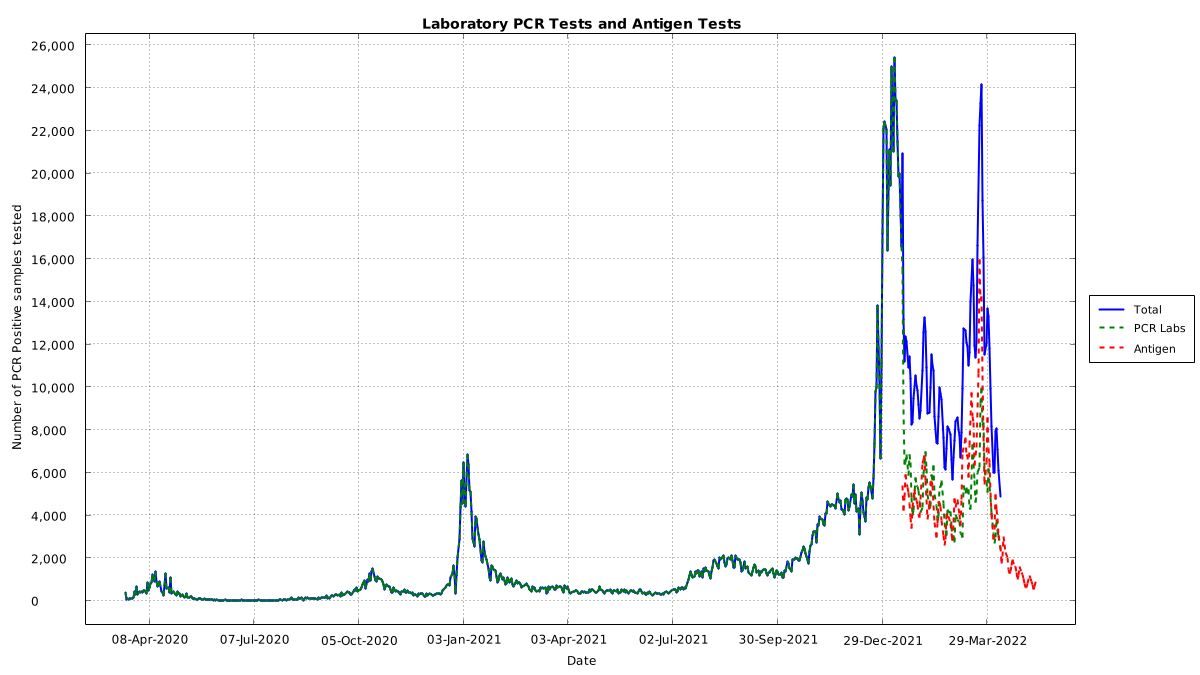 Laboratory PCR Tests and Antigen Tests
Number of PCR Positive samples tested
26,000
24,000
22,000
20,000
18,000
16,000
14,000
12,000
10,000
8,000
6,000
4,000
2,000
0
08-Apr-2020 07-Jul-2020 05-Oct-2020 03-Jan-2021 03-Apr-2021 02-Jul-2021 30-Sep-2021 29-Dec-2021 29-Mar-2022
Date
Total
PCR Labs
Antigen